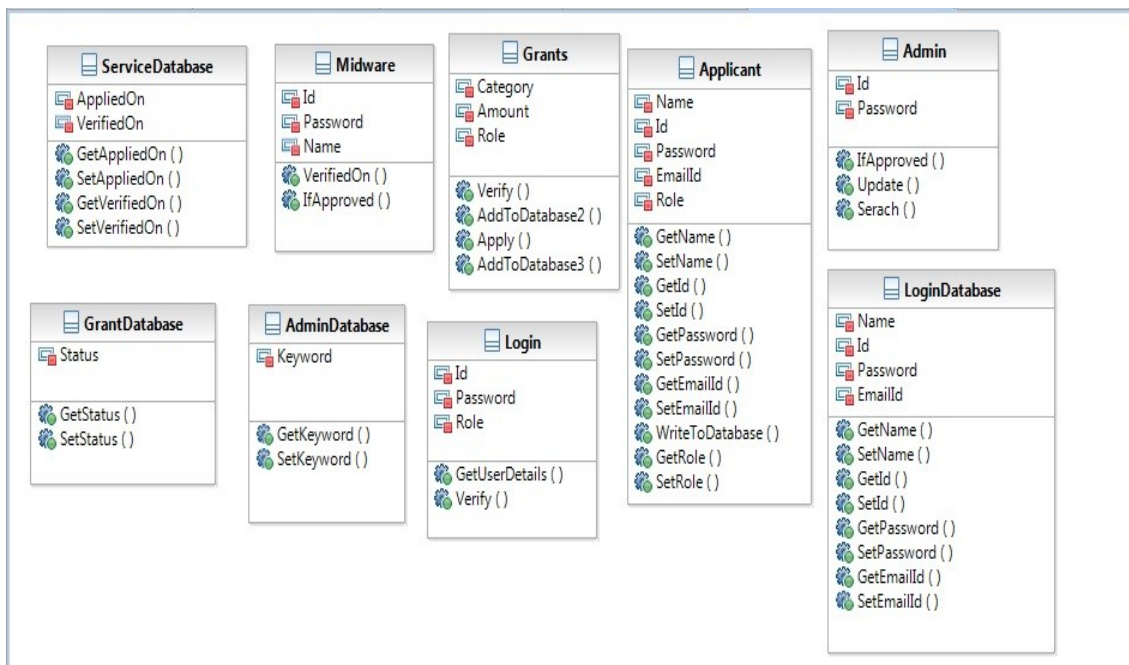 ServiceDatabase
AppliedOn
VerifiedOn
GetAppliedOn ( )
SetAppliedOn ( )
GetVerifiedOn ( )
SetVerifiedOn ( )
Midware
Id
Password
Name
VerifiedOn ( )
IfApproved ( )
Grants
Category
Amount
Role
Verify ( )
AddToDatabase2 ( )
Apply ( )
AddToDatabase3 ( )
Applicant
Name
Id
Password
EmailId
Role
GetName ( )
SetName ( )
GetId ( )
SetId ( )
GetPassword ( )
SetPassword ( )
GetEmailId ( )
SetEmailId ( )
WriteToDatabase ( )
GetRole ( )
SetRole ( )
Admin
Id
Password
IfApproved ( )
Update ( )
Serach ( )
GrantDatabase
Status
GetStatus ( )
SetStatus ( )
AdminDatabase
Keyword
GetKeyword ( )
SetKeyword ( )
Login
Id
Password
Role
GetUserDetails ( )
Verify ( )
LoginDatabase
Name
Id
Password
EmailId
GetName ( )
SetName ( )
GetId ( )
SetId ( )
GetPassword ( )
SetPassword ( )
GetEmailId ( )
SetEmailId ( )